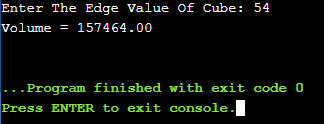 Enter The Edge Value Of Cube: 54
Volume = 157464.00
...Program finished with exit code 0
Press ENTER to exit console.